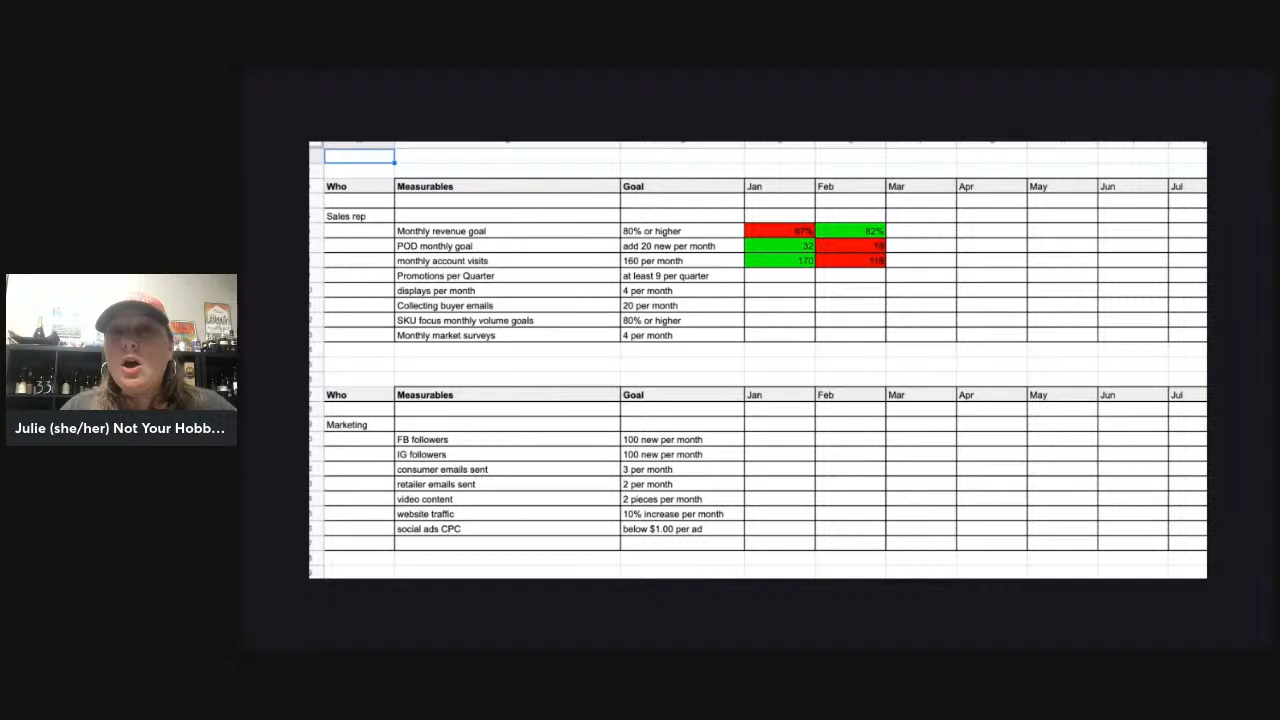 Who Measurables Goal Jan Feb Mar Apr May Jun Jul
Sales rep
Monthly revenue goal 80% or higher 67% 82%
POD monthly goal add 20 new per month 32 18
monthly account visits 160 per month 170 118
Promotions per Quarter at least 9 per quarter
displays per month 4 per month
Collecting buyer emails 20 per month
SKU focus monthly volume goals 80% or higher
Monthly market surveys 4 per month
Who Measurables Goal Jan Feb Mar Apr May Jun Jul
Marketing
FB followers 100 new per month
IG followers 100 new per month
consumer emails sent 3 per month
retailer emails sent 2 per month
video content 2 pieces per month
website traffic 10% increase per month
social ads CPC below $1.00 per ad
Julie (she/her) Not Your Hobb...